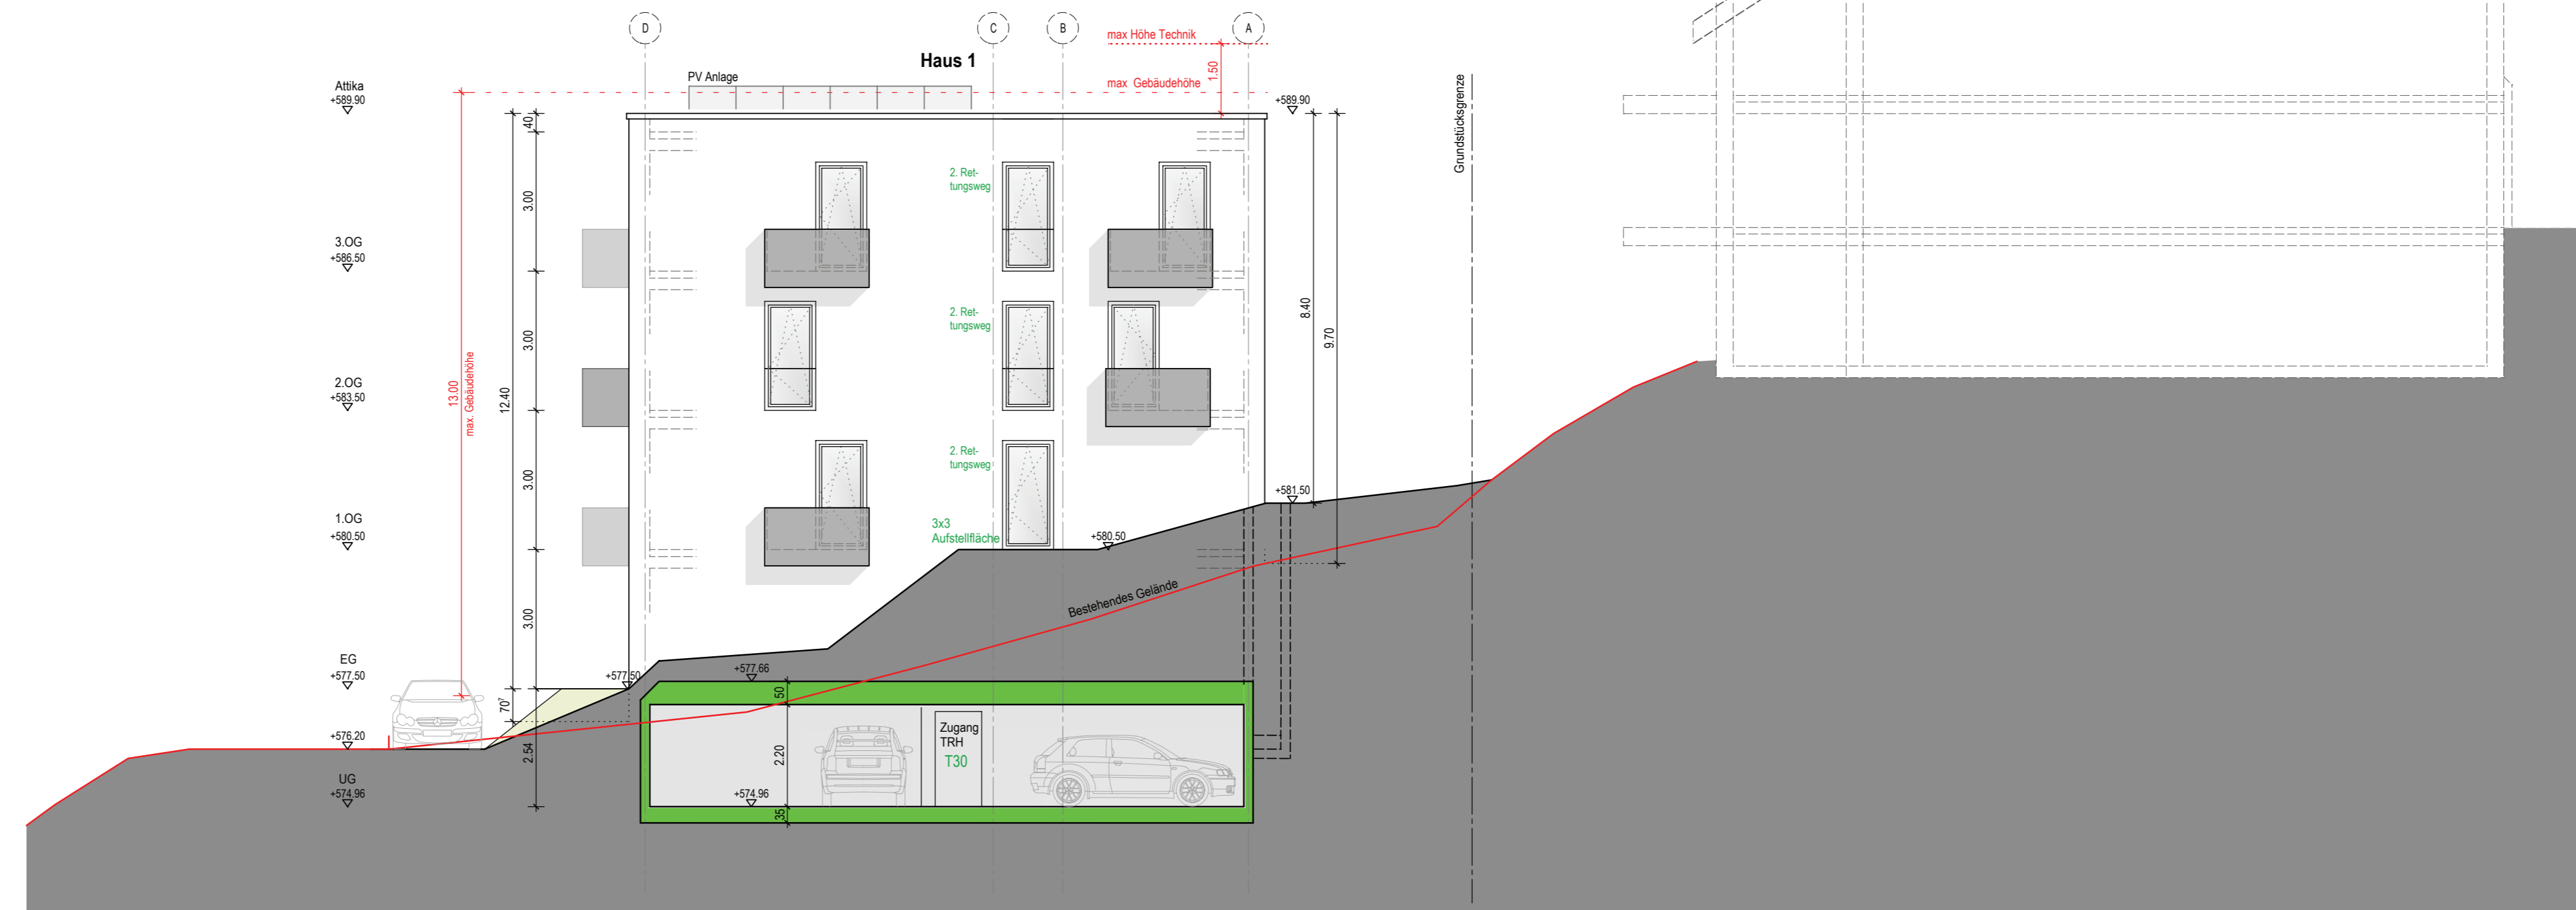 D
C
B
A
max Höhe Technik
Haus 1
1.50
PV Anlage
max Gebäudehöhe
Attika
+589.90
+589.90
40
Grundstücksgrenze
2. Ret-
tungsweg
3.00
3.OG
+586.50
8.40
9.70
2. Ret-
tungsweg
3.00
13.00
max. Gebäudehöhe
12.40
2.OG
+583.50
2. Ret-
tungsweg
3.00
+581.50
1.OG
+580.50
3x3
Aufstellfläche
+580.50
Bestehendes Gelände
3.00
EG
+577.50
+577.50
+577.66
50
70⁷
+576.20
2.54
2.20
Zugang
TRH
T30
UG
+574.96
+574.96
35